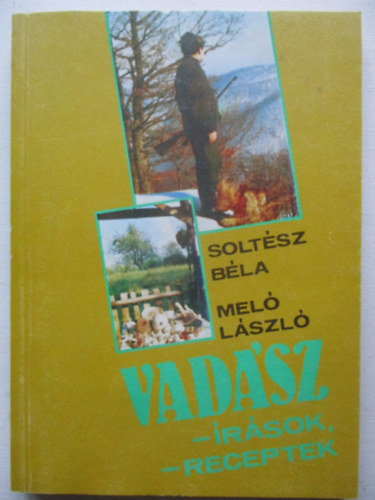 SOLTÉSZ
BÉLA
MELÓ
LÁSZLÓ
VADÁSZ
-ÍRÁSOK,
-RECEPTEK